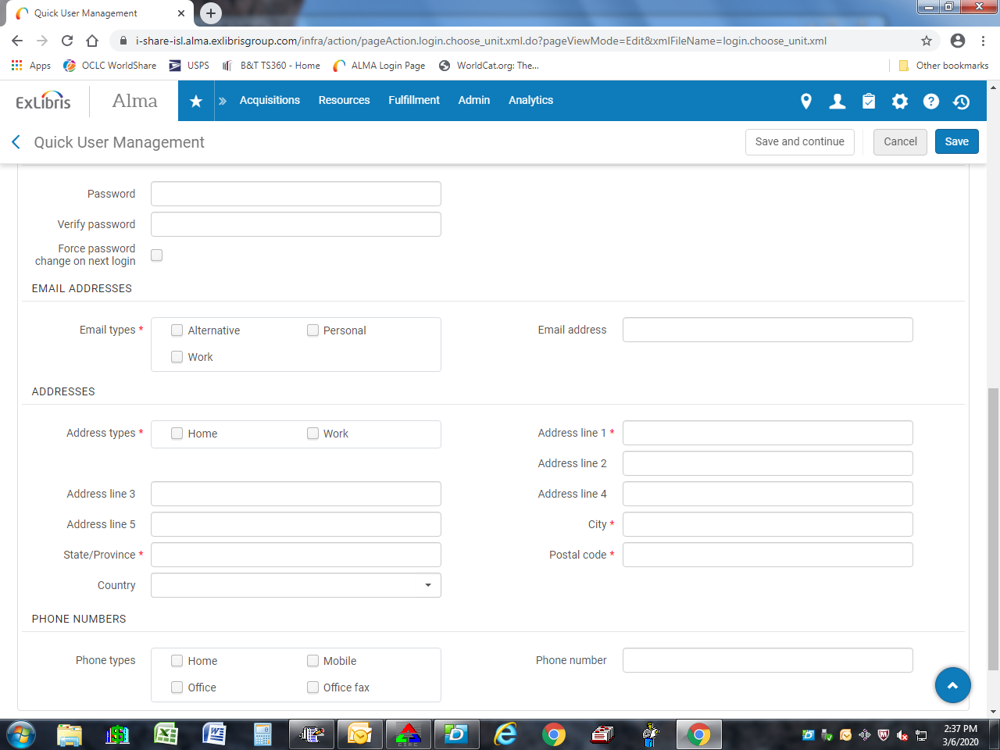 Quick User Management
i-share-isl.alma.exlibrisgroup.com/infra/action/pageAction.login.choose_unit.xml.do?pageViewMode=Edit&xmlFileName=login.choose_unit.xml
Apps OCLC WorldShare USPS B&T TS360 - Home ALMA Login Page WorldCat.org: The... Other bookmarks
ExLibris Alma Acquisitions Resources Fulfillment Admin Analytics
Quick User Management Save and continue Cancel Save
Password
Verify password
Force password
change on next login
EMAIL ADDRESSES
Email types * Alternative Personal Email address
Work
ADDRESSES
Address types * Home Work Address line 1 *
Address line 2
Address line 3 Address line 4
Address line 5 City *
State/Province * Postal code *
Country
PHONE NUMBERS
Phone types Home Mobile Phone number
Office Office fax
CIRC
2:37 PM
3/6/2020